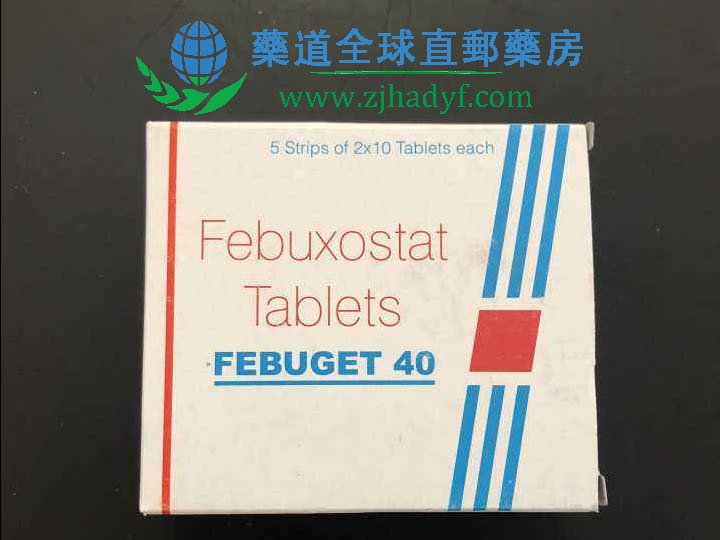 藥道全球直郵藥房
www.zjhadyf.com
5 Strips of 2x10 Tablets each
Febuxostat
Tablets
FEBUGET 40